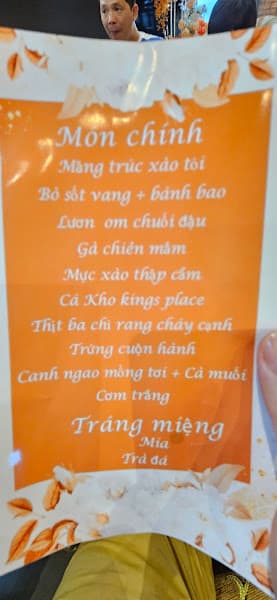 Món chính
Măng trúc xảo tỏi
Bò sốt vang + bánh bao
Lươn om chuối đậu
Gà chiên mắm
Mực xào thập cẩm
Cá Kho kings place
Thịt ba chỉ rang cháy cạnh
Trứng cuộn hành
Canh ngao mồng tơi + Cà muối
Cơm trắng
Tráng miệng
Mía
Trà đá